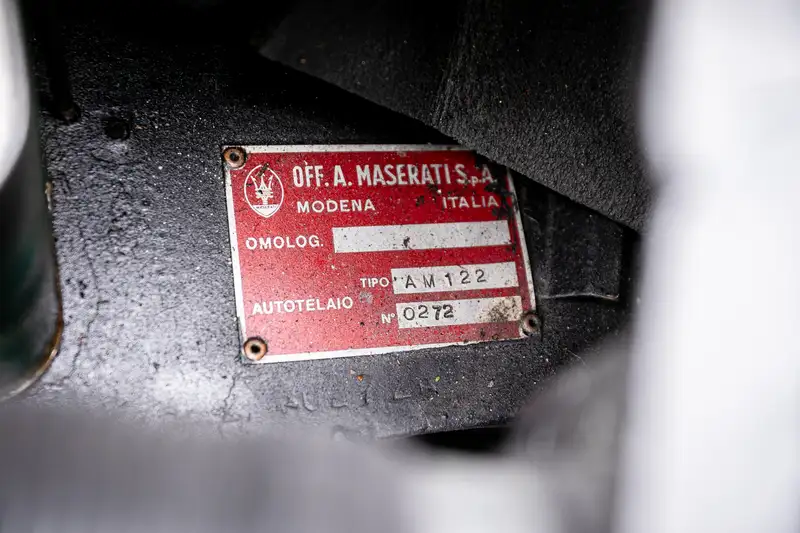 OFF. A. MASERATI S.p.A.
MODENA ITALIA
OMOLOG.
TIPO AM122
AUTOTELAIO
N° 0272